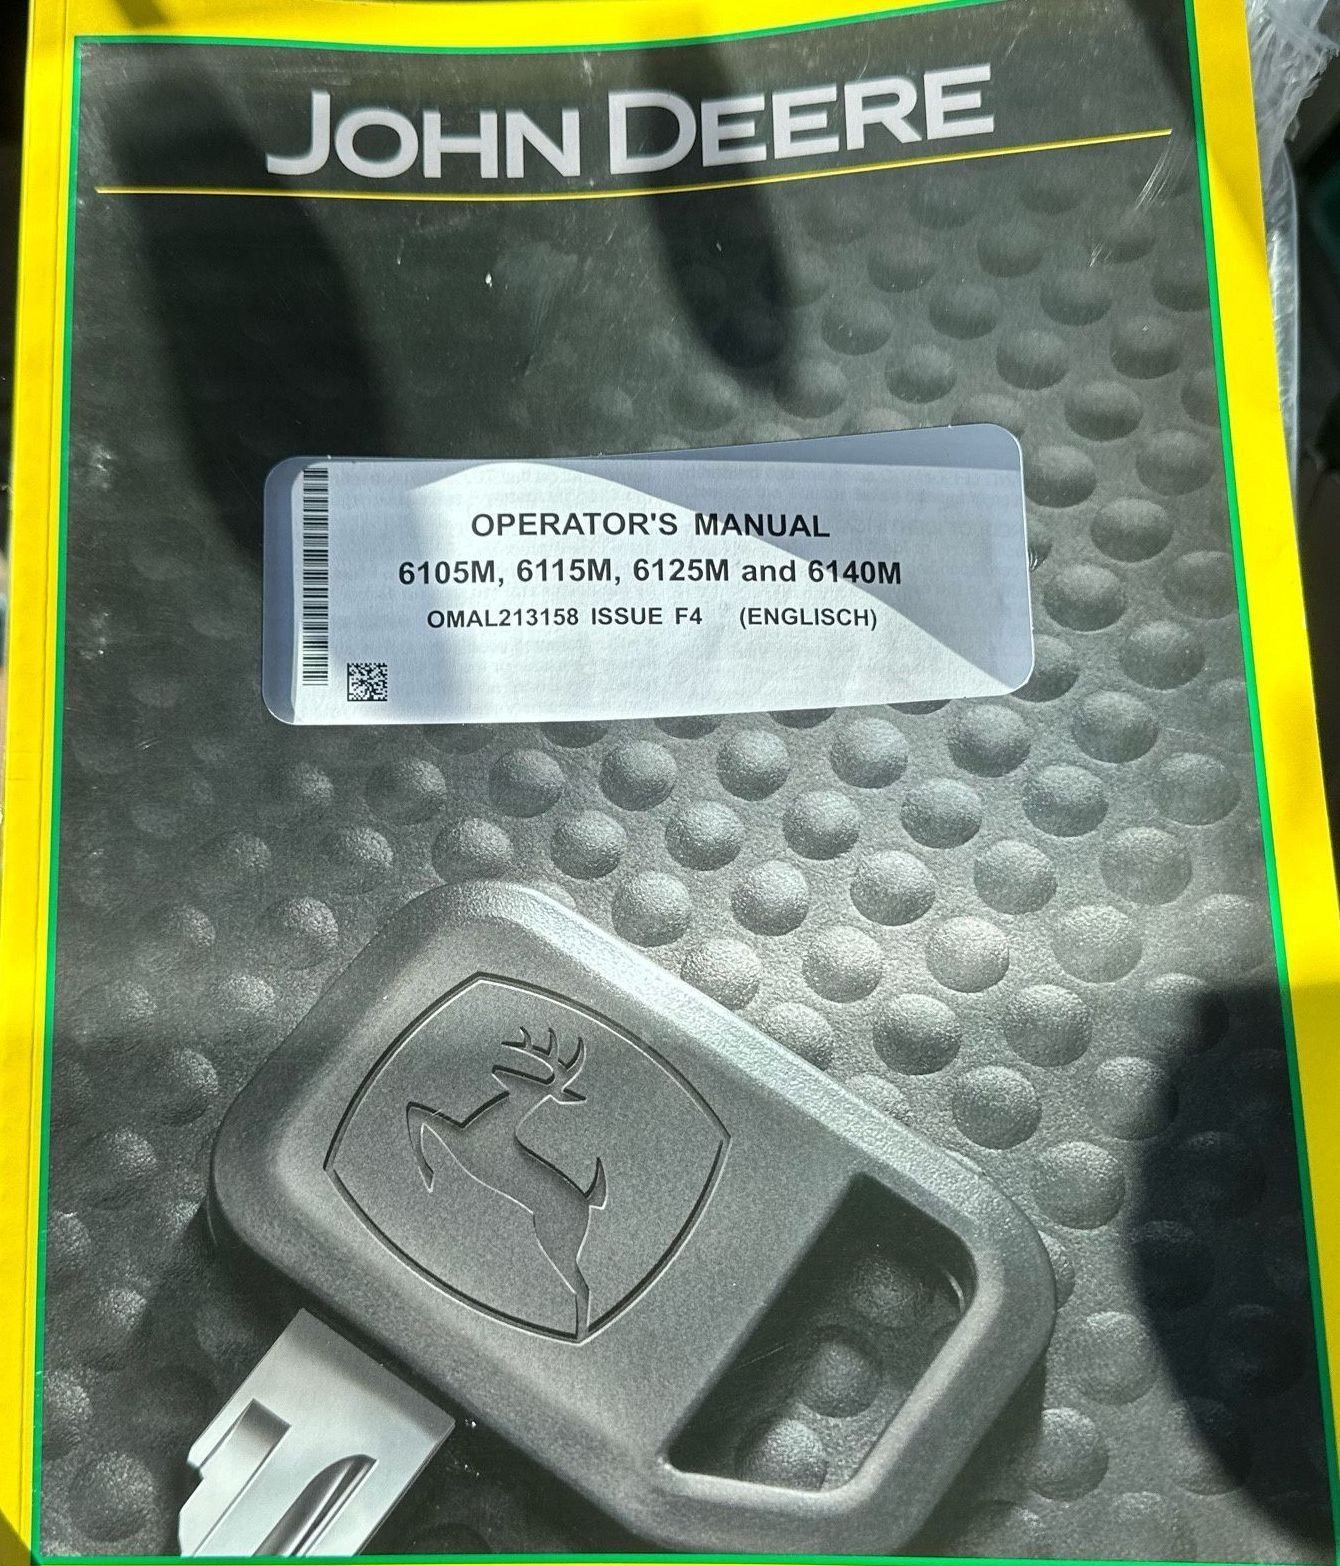 JOHN DEERE
OPERATOR'S MANUAL
6105M, 6115M, 6125M and 6140M
OMAL213158 ISSUE F4 (ENGLISCH)